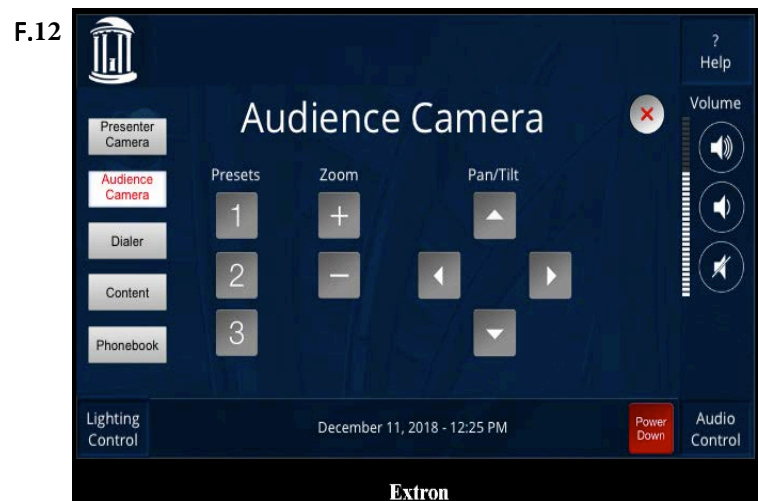 F.12
?
Help
Audience Camera
Volume
Presenter
Camera
Audience
Camera
Dialer
Content
Phonebook
Presets
Zoom
Pan/Tilt
1
2
3
+
−
Lighting
Control
December 11, 2018 - 12:25 PM
Power
Down
Audio
Control
Extron